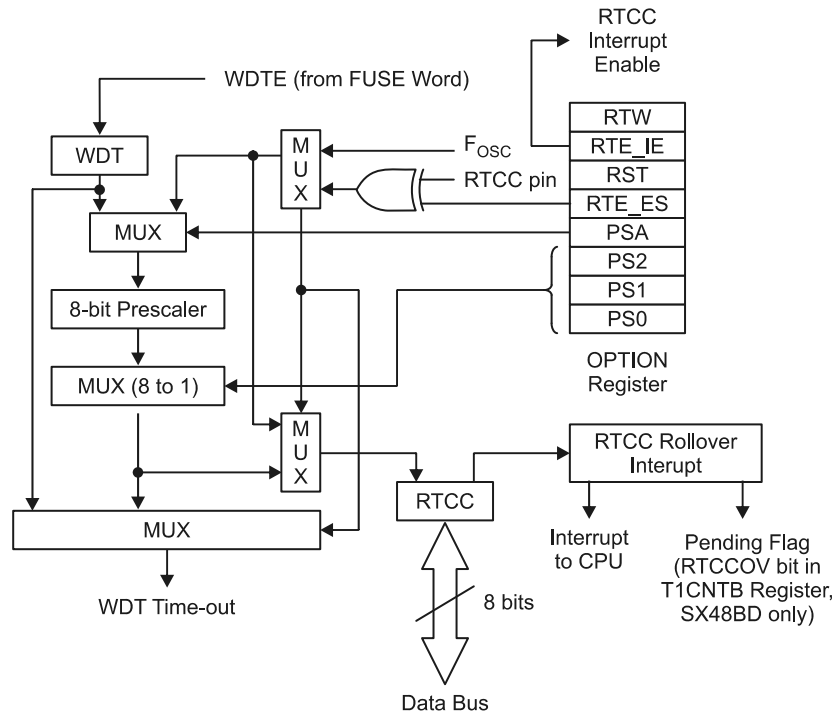 RTCC
Interrupt
Enable
WDTE (from FUSE Word)
RTW
WDT
M
U
X
FOSC
RTE_IE
RTCC pin
RST
RTE_ES
MUX
PSA
PS2
8-bit Prescaler
PS1
PS0
MUX (8 to 1)
OPTION
Register
M
U
X
RTCC Rollover
Interupt
RTCC
MUX
Interrupt
to CPU
Pending Flag
(RTCCOV bit in
T1CNTB Register,
SX48BD only)
WDT Time-out
8 bits
Data Bus